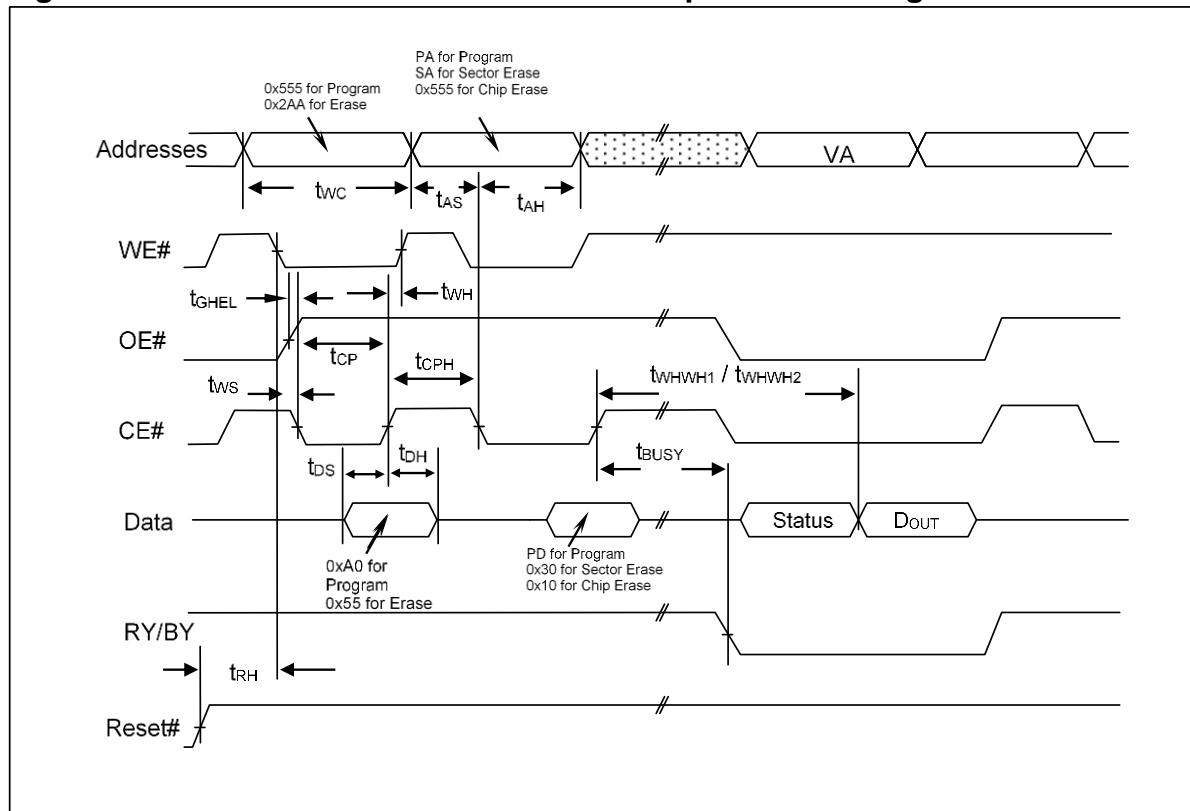 0x555 for Program
0x2AA for Erase
PA for Program
SA for Sector Erase
0x555 for Chip Erase
Addresses
VA
tWC
tAS
tAH
WE#
tGHEL
tWH
OE#
tCP
tCPH
tWS
tWHWH1 / tWHWH2
CE#
tDS
tDH
tBUSY
Data
Status
DOUT
0xA0 for
Program
0x55 for Erase
PD for Program
0x30 for Sector Erase
0x10 for Chip Erase
RY/BY
tRH
Reset#